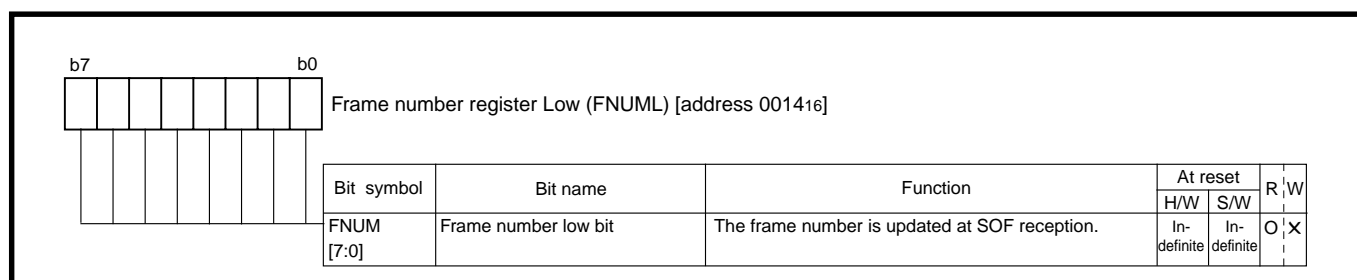 b7 b0
Frame number register Low (FNUML) [address 0014₁₆]
Bit symbol Bit name Function At reset R W
H/W S/W
FNUM Frame number low bit The frame number is updated at SOF reception. In- In- O ×
[7:0] definite definite